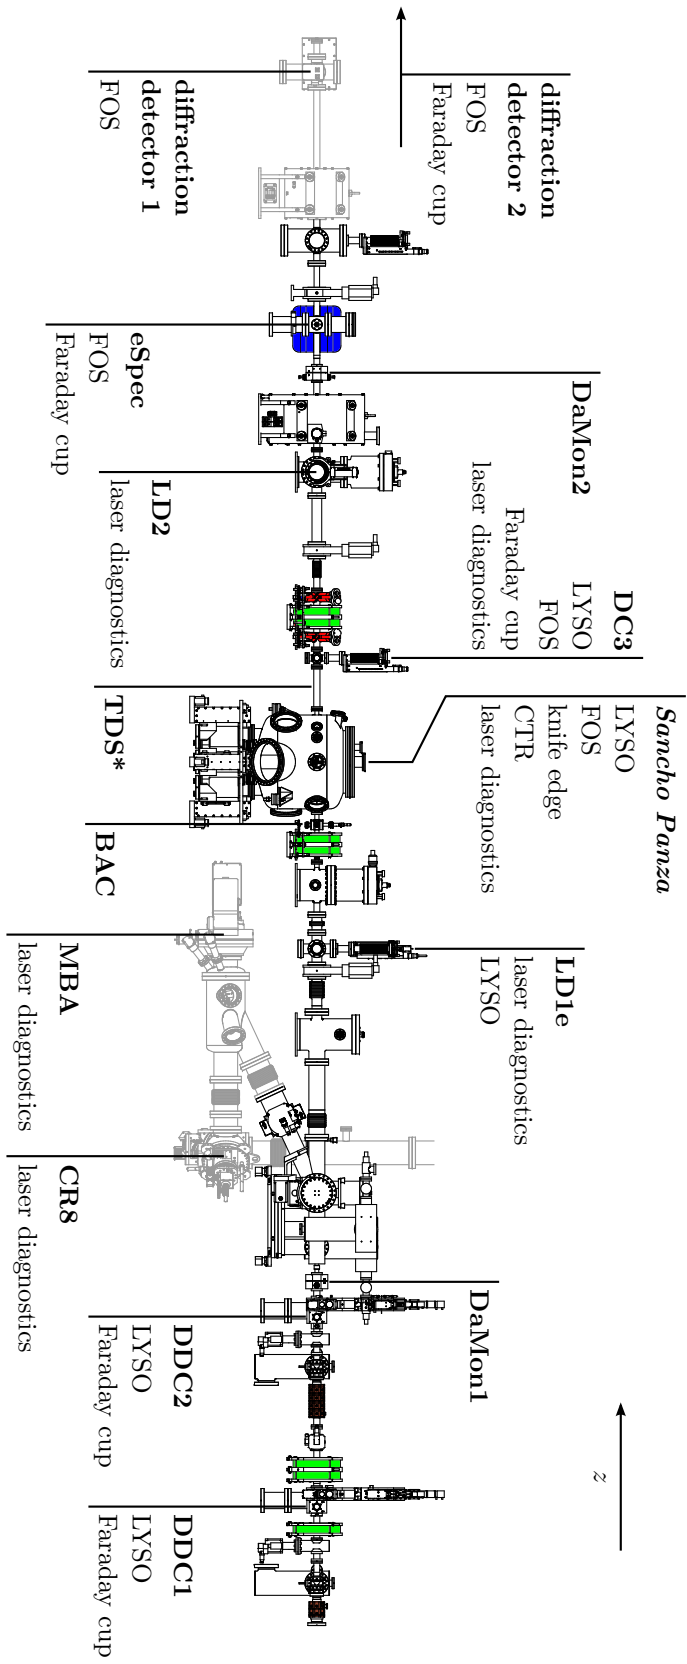 diffraction
detector 2
FOS
Faraday cup
DaMon2
DC3
LYSO
FOS
Faraday cup
laser diagnostics
Sancho Panza
LYSO
FOS
knife edge
CTR
laser diagnostics
LD1e
laser diagnostics
LYSO
DaMon1
z
diffraction
detector 1
FOS
eSpec
FOS
Faraday cup
LD2
laser diagnostics
TDS*
BAC
MBA
laser diagnostics
CR8
laser diagnostics
DDC2
LYSO
Faraday cup
DDC1
LYSO
Faraday cup